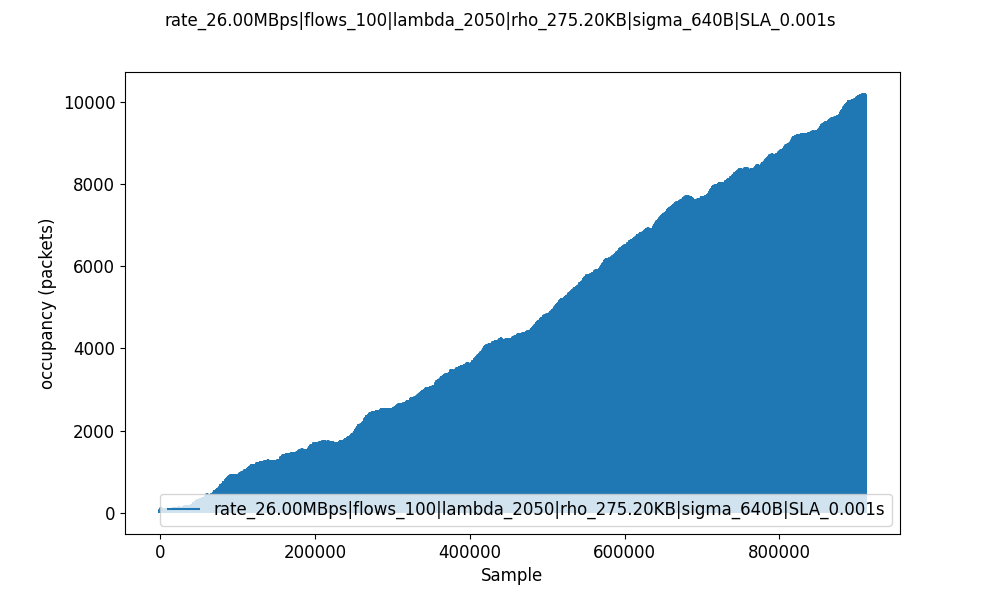 rate_26.00MBps|flows_100|lambda_2050|rho_275.20KB|sigma_640B|SLA_0.001s
10000
8000
6000
4000
2000
0
occupancy (packets)
rate_26.00MBps|flows_100|lambda_2050|rho_275.20KB|sigma_640B|SLA_0.001s
0 200000 400000 600000 800000
Sample